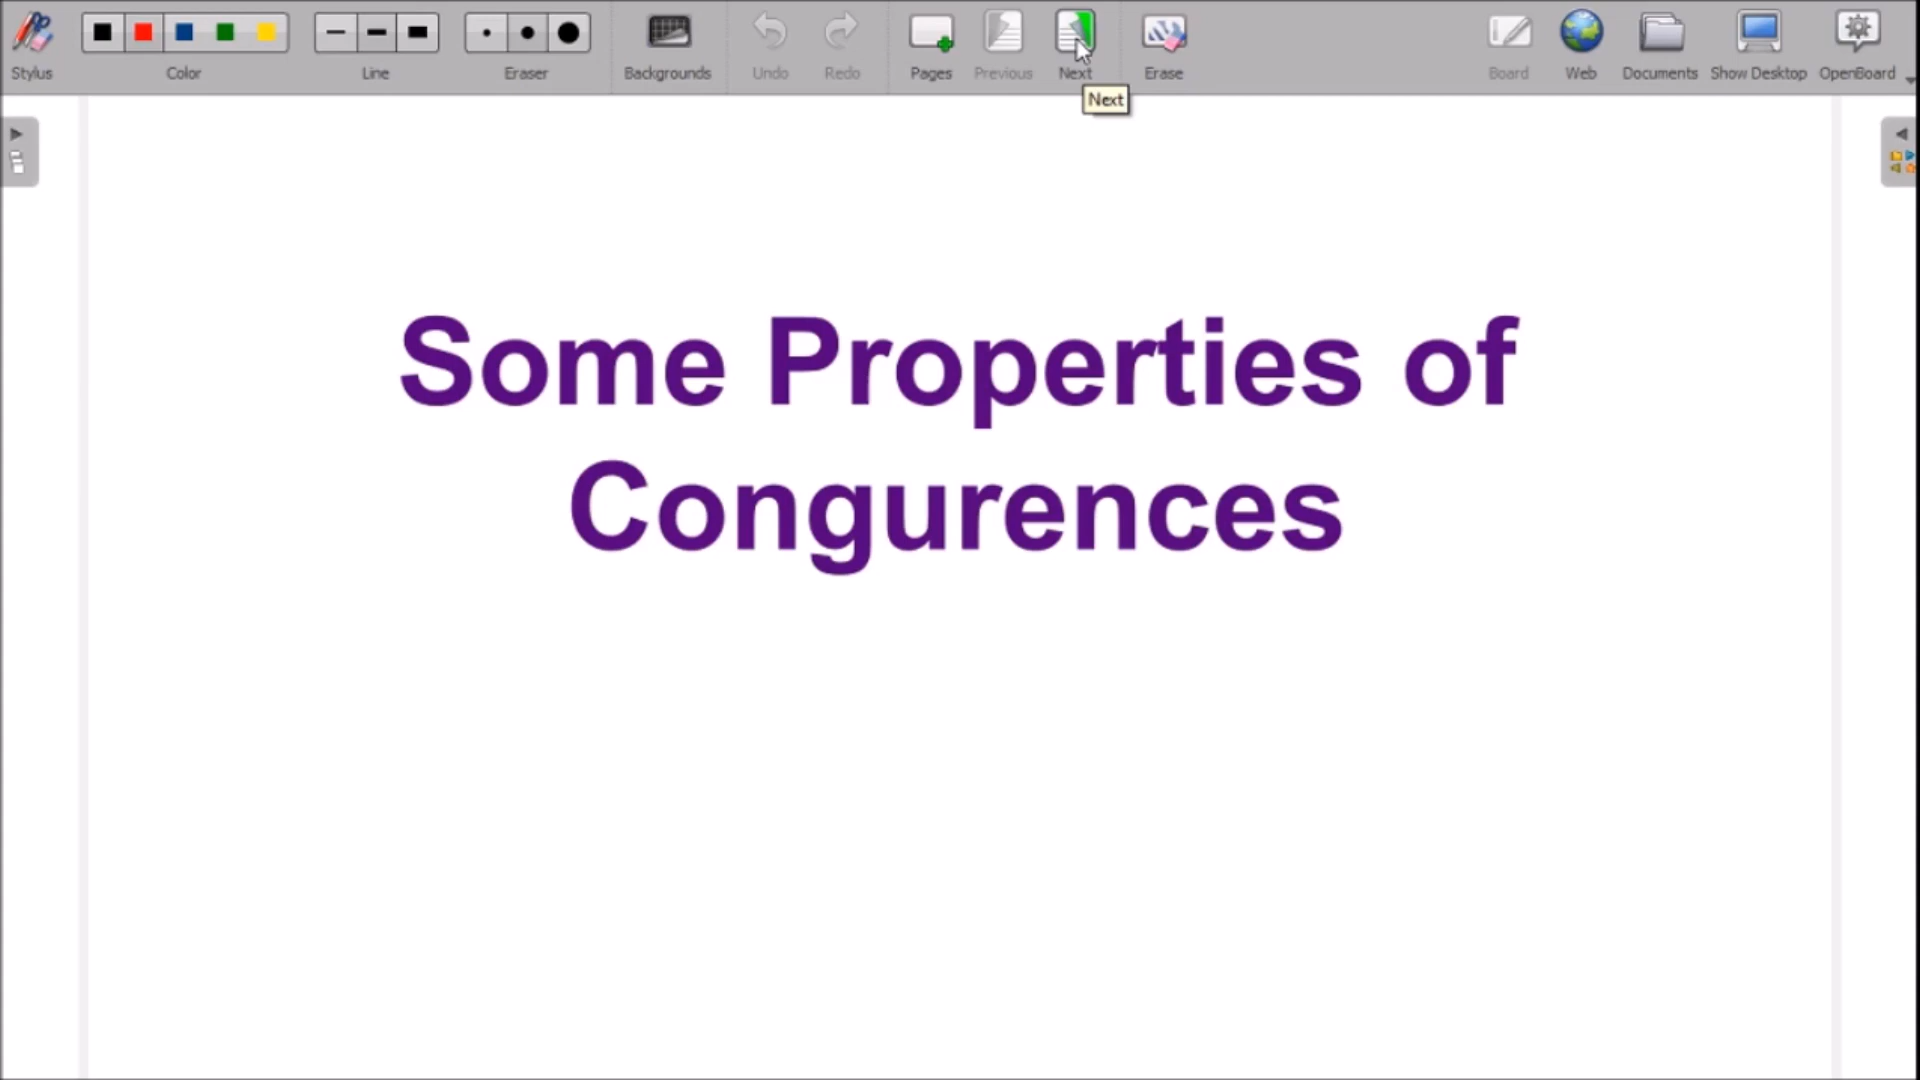 Stylus Color Line Eraser Backgrounds Undo Redo Pages Previous Next Erase Board Web Documents Show Desktop OpenBoard
Next
Some Properties of
Congurences